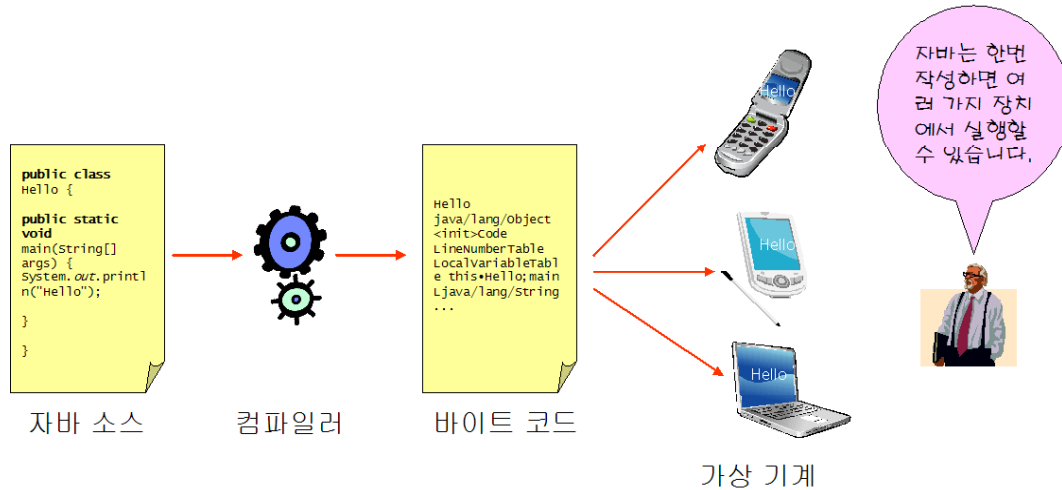 public class
Hello {
public static
void
main(String[]
args) {
System.out.printl
n("Hello");
}
}
자바 소스
컴파일러
Hello
java/lang/Object
<init>Code
LineNumberTable
LocalVariableTabl
e this•Hello;main
Ljava/lang/String
...
바이트 코드
Hello
Hello
Hello
가상 기계
자바는 한번
작성하면 여
러 가지 장치
에서 실행할
수 있습니다.